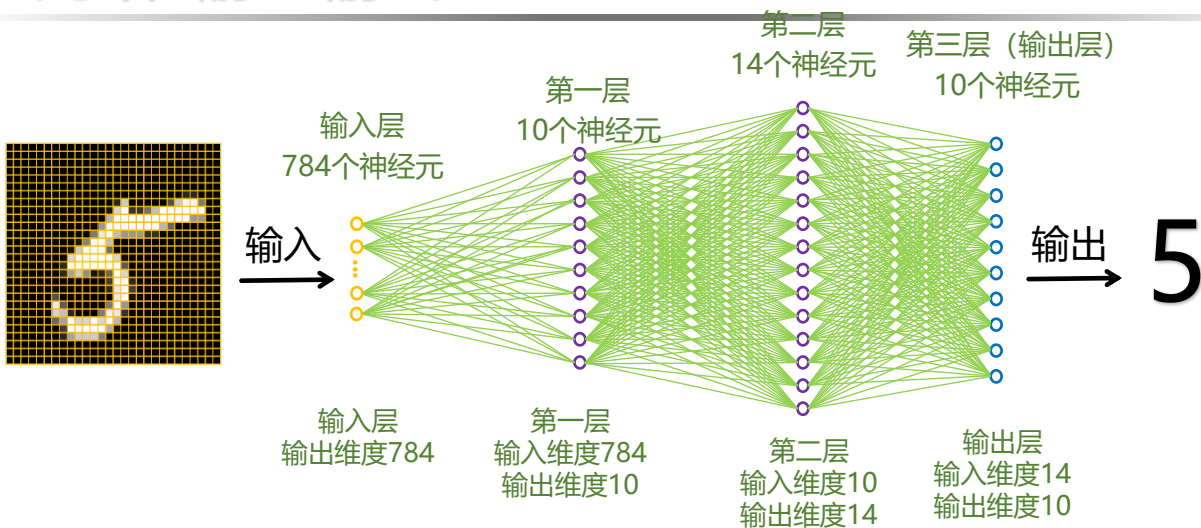 输入层
784个神经元
第一层
10个神经元
第二层
14个神经元
第三层（输出层）
10个神经元
输入
输出
5
输入层
输出维度784
第一层
输入维度784
输出维度10
第二层
输入维度10
输出维度14
输出层
输入维度14
输出维度10